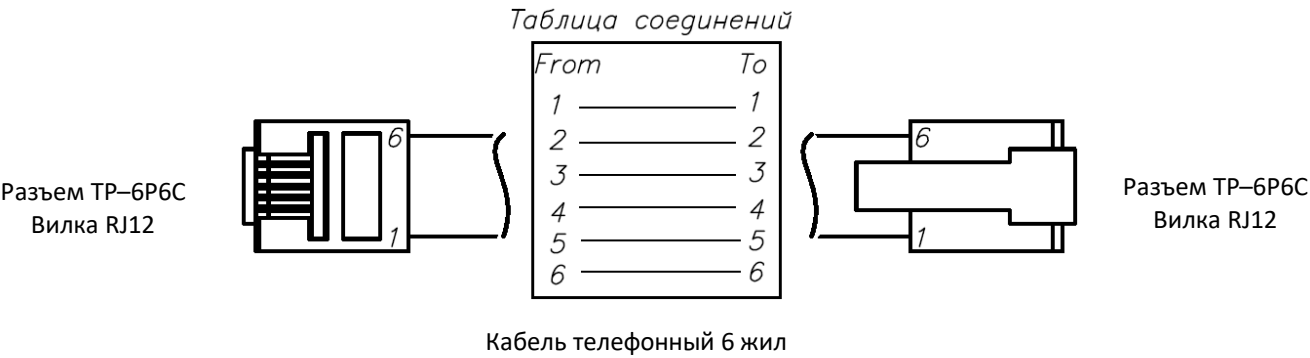 Таблица соединений
From To
1 1
2 2
3 3
4 4
5 5
6 6
6
1
6
1
Разъем TP–6P6C
Вилка RJ12
Разъем TP–6P6C
Вилка RJ12
Кабель телефонный 6 жил